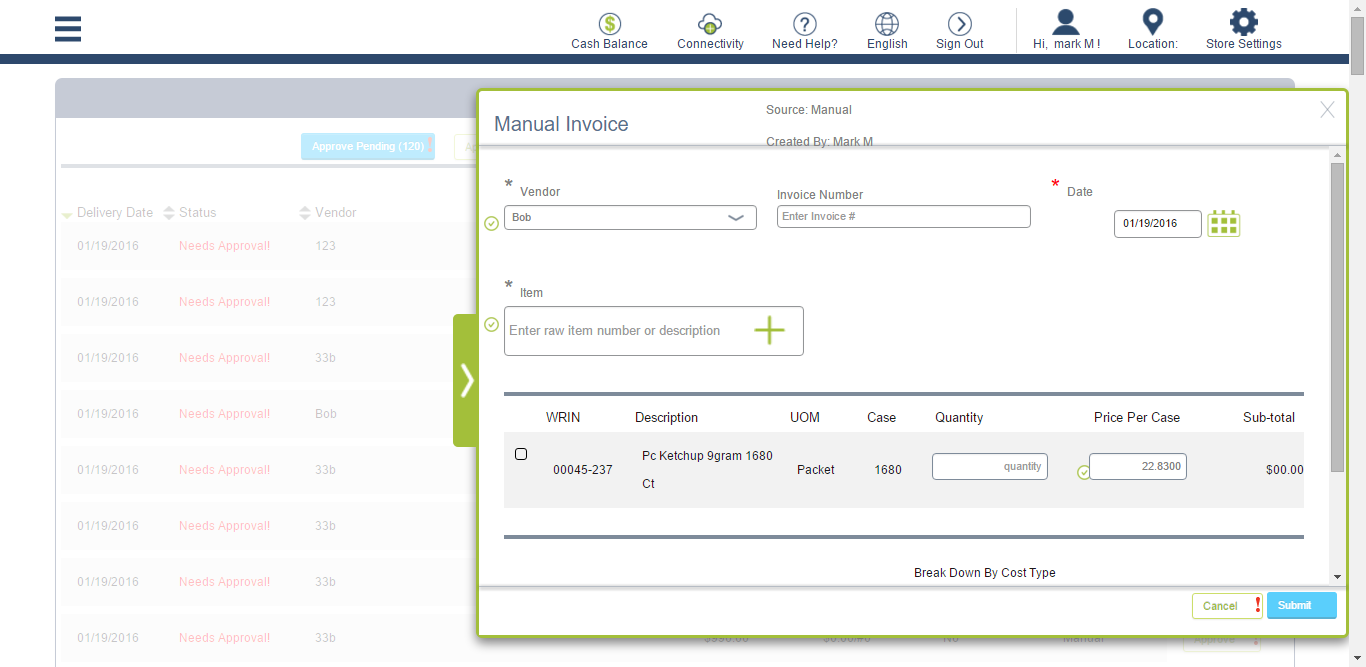 Cash Balance
Connectivity
Need Help?
English
Sign Out
Hi, mark M !
Location:
Store Settings
Approve Pending (120)
Manual Invoice
Source: Manual
Created By: Mark M
* Vendor
Bob
Invoice Number
Enter Invoice #
* Date
01/19/2016
* Item
Enter raw item number or description
WRIN Description UOM Case Quantity Price Per Case Sub-total
00045-237 Pc Ketchup 9gram 1680 Packet 1680 quantity 22.8300 $00.00
Ct
Break Down By Cost Type
Cancel !
Submit
Delivery Date Status Vendor
01/19/2016 Needs Approval! 123
01/19/2016 Needs Approval! 123
01/19/2016 Needs Approval! 33b
01/19/2016 Needs Approval! Bob
01/19/2016 Needs Approval! 33b
01/19/2016 Needs Approval! 33b
01/19/2016 Needs Approval! 33b
01/19/2016 Needs Approval! 33b